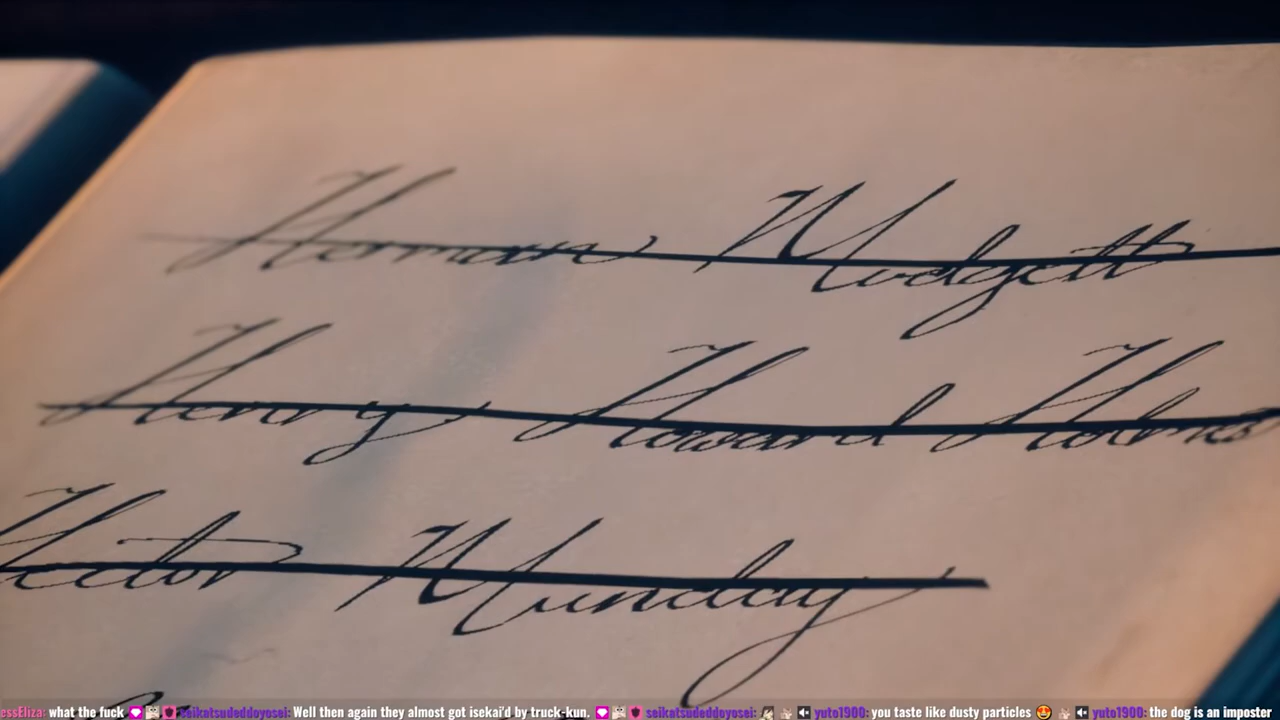 Herman Mudgett
Henry Howard Holmes
Hector Munday
essEliza: what the fuck seikatsudeddoyosei: Well then again they almost got isekai'd by truck-kun. seikatsudeddoyosei: yuto1900: you taste like dusty particles 🤩 yuto1900: the dog is an imposter